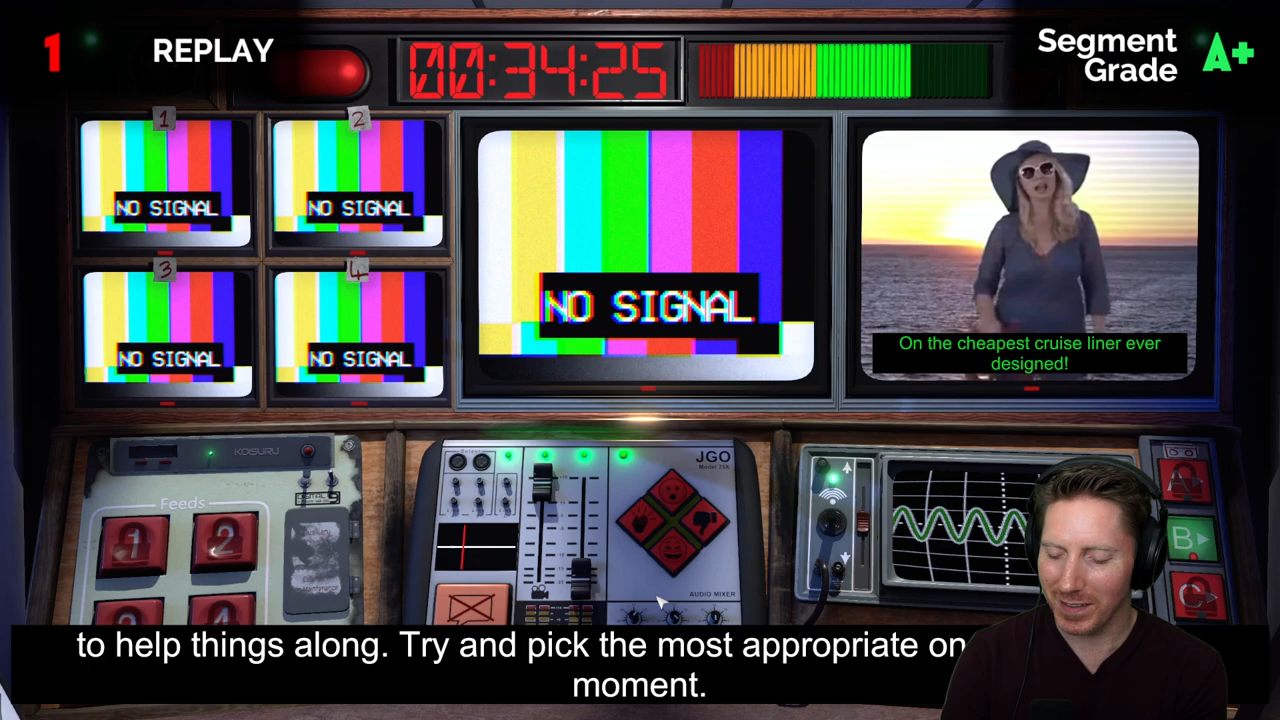 1
REPLAY
00:34:25
Segment
Grade
A+
1
2
NO SIGNAL
NO SIGNAL
3
4
NO SIGNAL
NO SIGNAL
NO SIGNAL
On the cheapest cruise liner ever
designed!
KOISURU
Feeds
1
2
Output
JGO
AUDIO MIXER
A
B
C
to help things along. Try and pick the most appropriate on
moment.